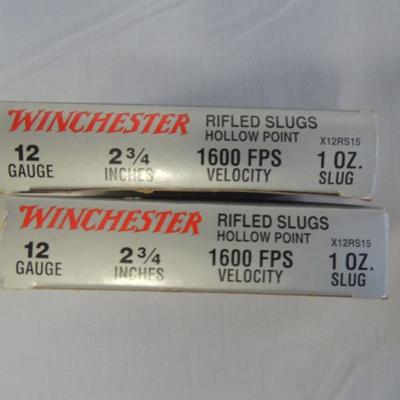 WINCHESTER RIFLED SLUGS
HOLLOW POINT X12RS15
12 2 3/4 1600 FPS 1 OZ.
GAUGE INCHES VELOCITY SLUG
WINCHESTER RIFLED SLUGS
HOLLOW POINT X12RS15
12 2 3/4 1600 FPS 1 OZ.
GAUGE INCHES VELOCITY SLUG